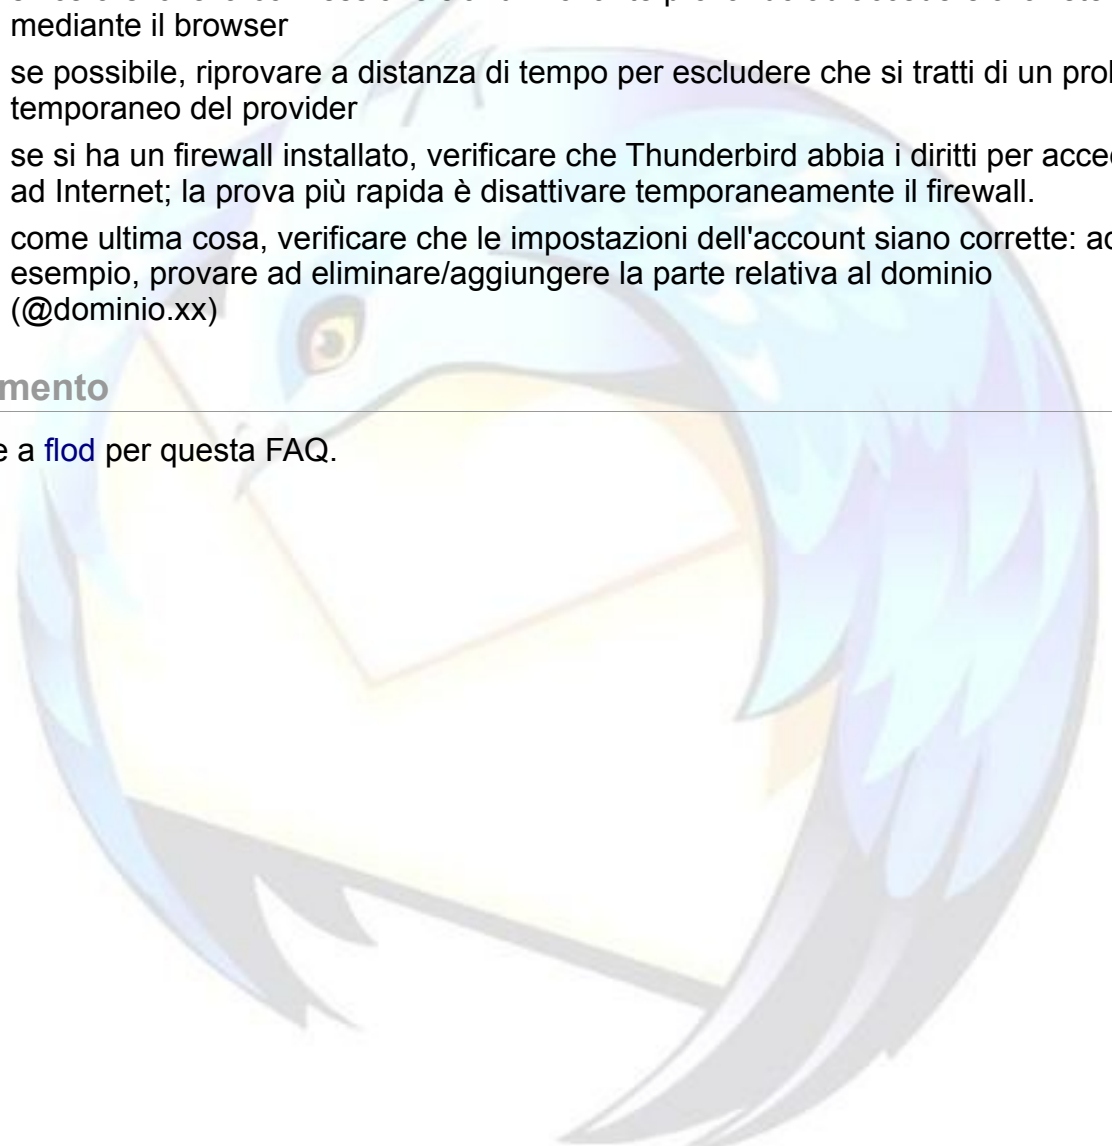 mediante il browser
se possibile, riprovare a distanza di tempo per escludere che si tratti di un
temporaneo del provider
se si ha un firewall installato, verificare che Thunderbird abbia i diritti per
ad Internet; la prova più rapida è disattivare temporaneamente il firewall.
come ultima cosa, verificare che le impostazioni dell'account siano corrette:
esempio, provare ad eliminare/aggiungere la parte relativa al dominio
(@dominio.xx)
mento
e a flod per questa FAQ.